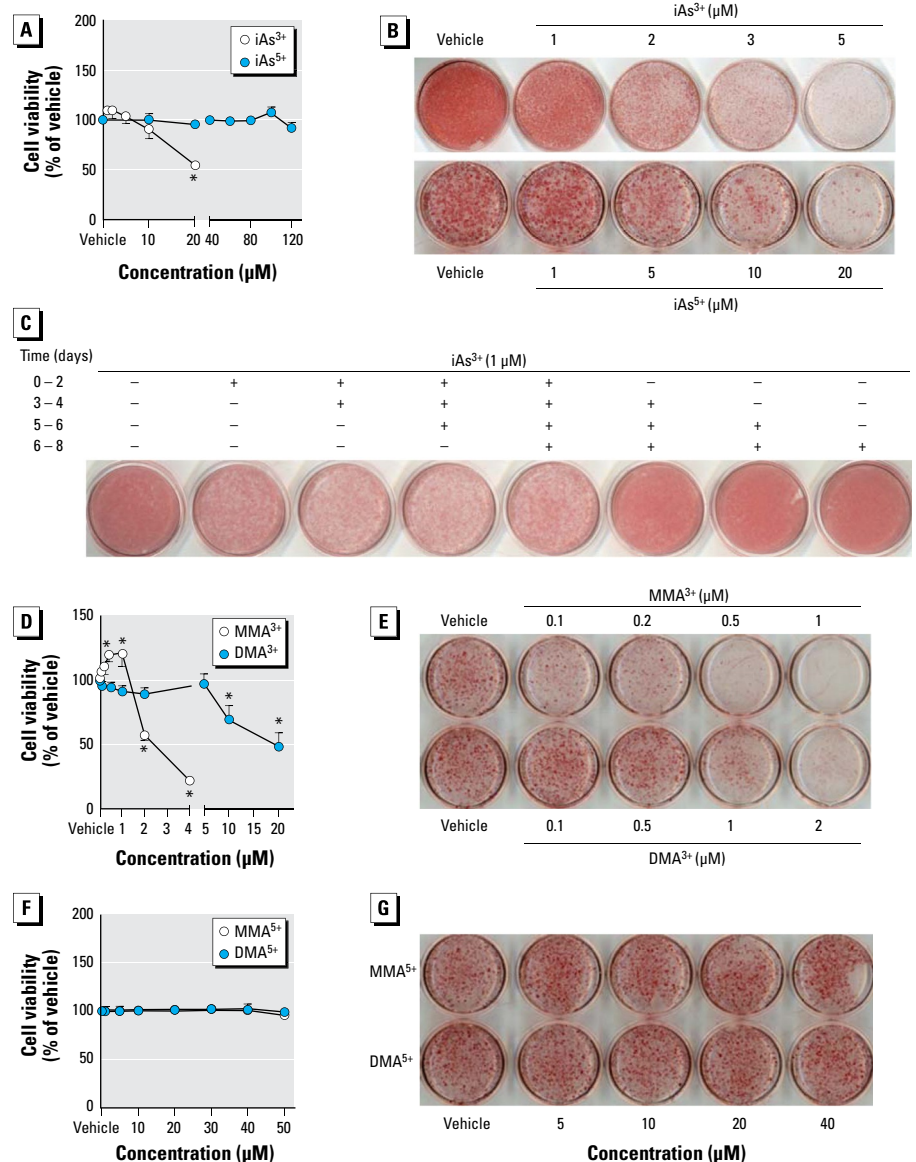 A
Cell viability
(% of vehicle)
200
150
100
50
0
iAs³⁺
iAs⁵⁺
*
Vehicle 10 20 40 80 120
Concentration (µM)
B
iAs³⁺ (µM)
Vehicle 1 2 3 5
Vehicle 1 5 10 20
iAs⁵⁺ (µM)
C
Time (days) iAs³⁺ (1 µM)
0 – 2 – + + + + – – –
3 – 4 – – + + + + – –
5 – 6 – – – + + + + –
6 – 8 – – – – + + + +
D
Cell viability
(% of vehicle)
150
100
50
0
MMA³⁺
DMA³⁺
* *
* *
* *
Vehicle 1 2 3 4 5 10 15 20
Concentration (µM)
E
MMA³⁺ (µM)
Vehicle 0.1 0.2 0.5 1
Vehicle 0.1 0.5 1 2
DMA³⁺ (µM)
F
Cell viability
(% of vehicle)
200
150
100
50
0
MMA⁵⁺
DMA⁵⁺
Vehicle 10 20 30 40 50
Concentration (µM)
G
MMA⁵⁺
DMA⁵⁺
Vehicle 5 10 20 40
Concentration (µM)